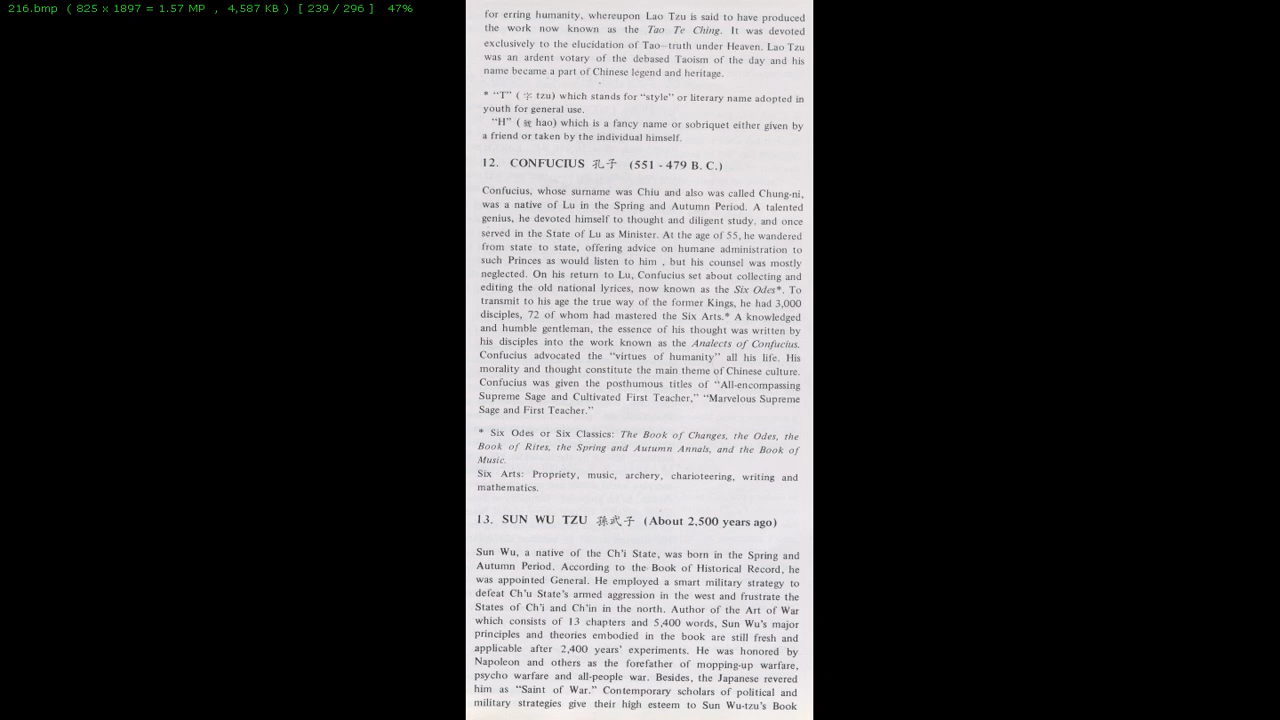 216.bmp ( 825 x 1897 = 1.57 MP , 4,587 KB ) [ 239 / 296 ] 47%
for erring humanity, whereupon Lao Tzu is said to have produced
the work now known as the Tao Te Ching. It was devoted
exclusively to the elucidation of Tao—truth under Heaven. Lao Tzu
was an ardent votary of the debased Taoism of the day and his
name became a part of Chinese legend and heritage.
* "T" ( 字 tzu) which stands for "style" or literary name adopted in
youth for general use.
"H" ( 號 hao) which is a fancy name or sobriquet either given by
a friend or taken by the individual himself.
12. CONFUCIUS 孔子 (551 - 479 B. C.)
Confucius, whose surname was Chiu and also was called Chung-ni,
was a native of Lu in the Spring and Autumn Period. A talented
genius, he devoted himself to thought and diligent study, and once
served in the State of Lu as Minister. At the age of 55, he wandered
from state to state, offering advice on humane administration to
such Princes as would listen to him , but his counsel was mostly
neglected. On his return to Lu, Confucius set about collecting and
editing the old national lyrices, now known as the Six Odes*. To
transmit to his age the true way of the former Kings, he had 3,000
disciples, 72 of whom had mastered the Six Arts.* A knowledged
and humble gentleman, the essence of his thought was written by
his disciples into the work known as the Analects of Confucius.
Confucius advocated the "virtues of humanity" all his life. His
morality and thought constitute the main theme of Chinese culture.
Confucius was given the posthumous titles of "All-encompassing
Supreme Sage and Cultivated First Teacher," "Marvelous Supreme
Sage and First Teacher."
* Six Odes or Six Classics: The Book of Changes, the Odes, the
Book of Rites, the Spring and Autumn Annals, and the Book of
Music.
Six Arts: Propriety, music, archery, charioteering, writing and
mathematics.
13. SUN WU TZU 孫武子 (About 2,500 years ago)
Sun Wu, a native of the Ch'i State, was born in the Spring and
Autumn Period. According to the Book of Historical Record, he
was appointed General. He employed a smart military strategy to
defeat Ch'u State's armed aggression in the west and frustrate the
States of Ch'i and Ch'in in the north. Author of the Art of War
which consists of 13 chapters and 5,400 words, Sun Wu's major
principles and theories embodied in the book are still fresh and
applicable after 2,400 years' experiments. He was honored by
Napoleon and others as the forefather of mopping-up warfare,
psycho warfare and all-people war. Besides, the Japanese revered
him as "Saint of War." Contemporary scholars of political and
military strategies give their high esteem to Sun Wu-tzu's Book